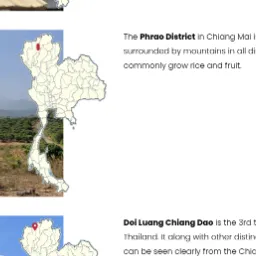 The Phrao District in Chiang Mai i
surrounded by mountains in all di
commonly grow rice and fruit.
Doi Luang Chiang Dao is the 3rd t
Thailand. It along with other distin
can be seen clearly from the Chia